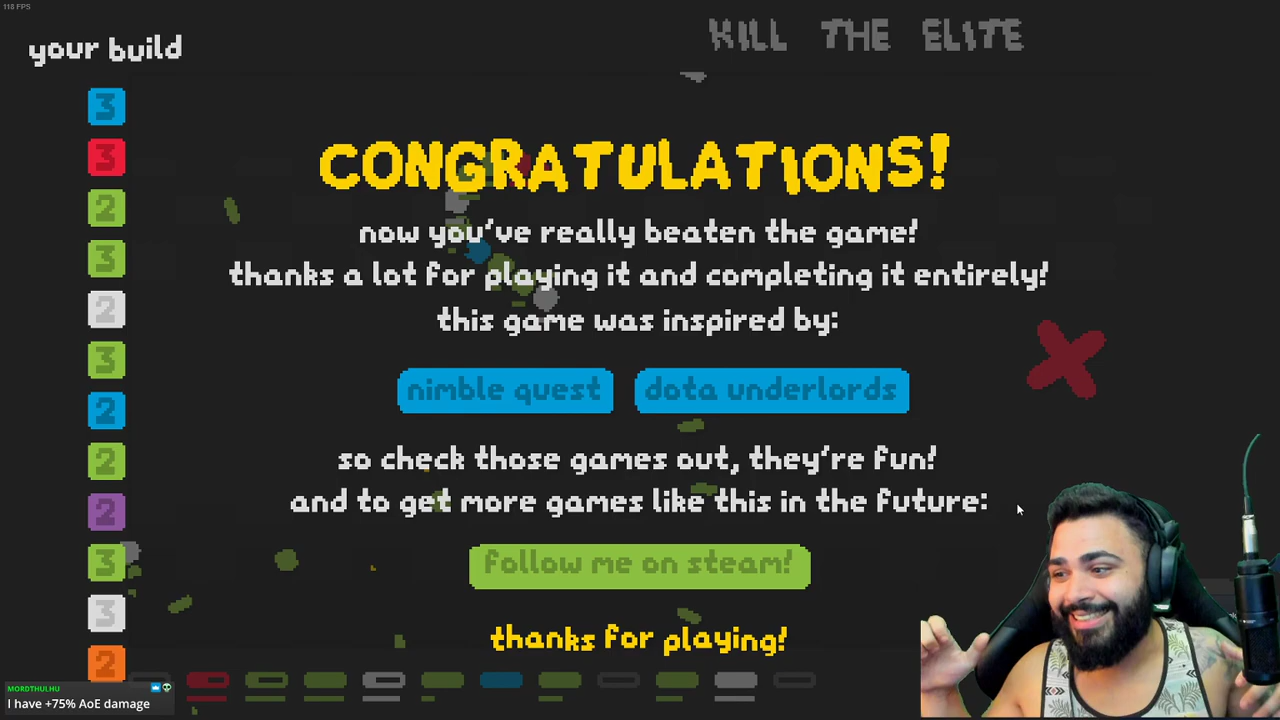 118 FPS
your build
KILL THE ELITE
3
3
2
3
2
3
2
2
2
3
3
2
CONGRATULATIONS!
now you've really beaten the game!
thanks a lot for playing it and completing it entirely!
this game was inspired by:
nimble quest
dota underlords
so check those games out, they're fun!
and to get more games like this in the future:
follow me on steam!
thanks for playing!
MORDTHULHU
I have +75% AoE damage